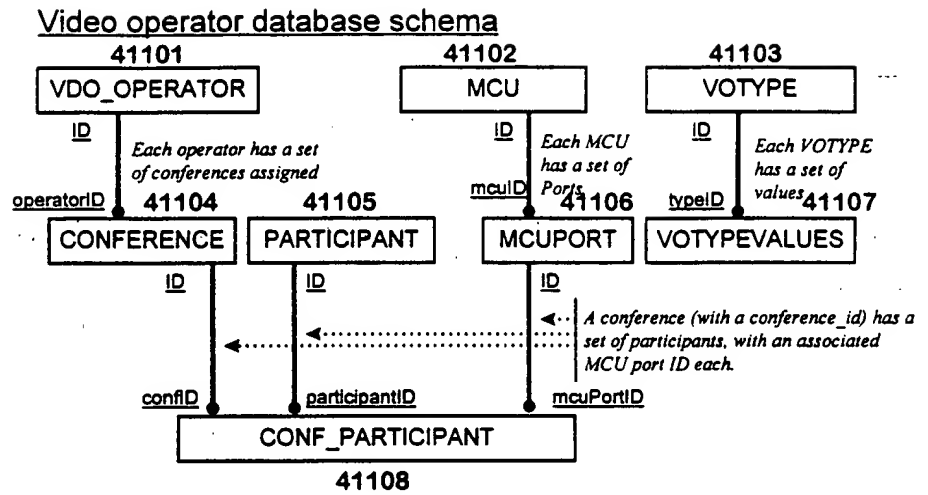 Video operator database schema
41101
41102
41103
VDO_OPERATOR
MCU
VOTYPE
ID
ID
ID
Each operator has a set
of conferences assigned
Each MCU
has a set of
Ports
Each VOTYPE
has a set of
values
operatorID
41104
41105
mcuID
41106
typeID
41107
CONFERENCE
PARTICIPANT
MCUPORT
VOTYPEVALUES
ID
ID
ID
A conference (with a conference_id) has a
set of participants, with an associated
MCU port ID each.
confID
participantID
mcuPortID
CONF_PARTICIPANT
41108